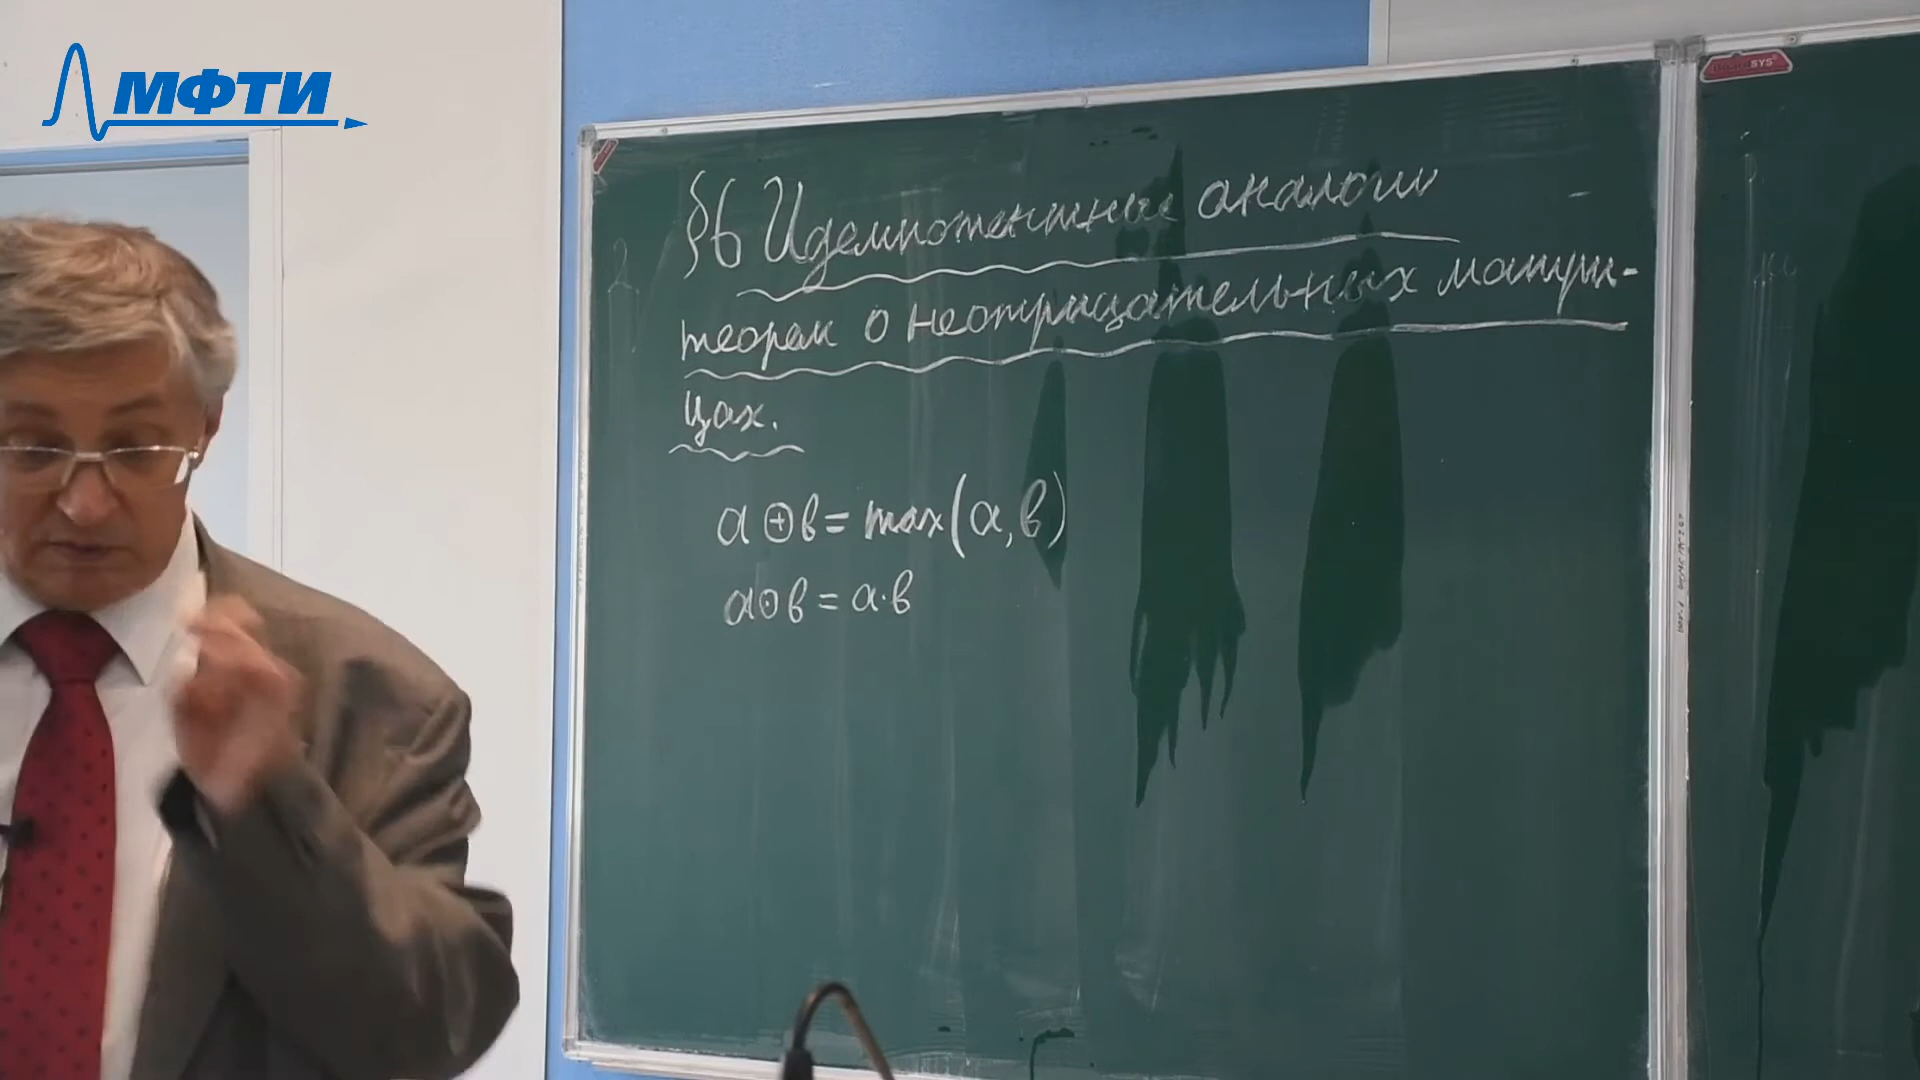 МФТИ
§6 Идемпотентные аналоги
теорем о неотрицательных матри-
цах.
a ⊕ b = max(a, b)
a ⊙ b = a · b